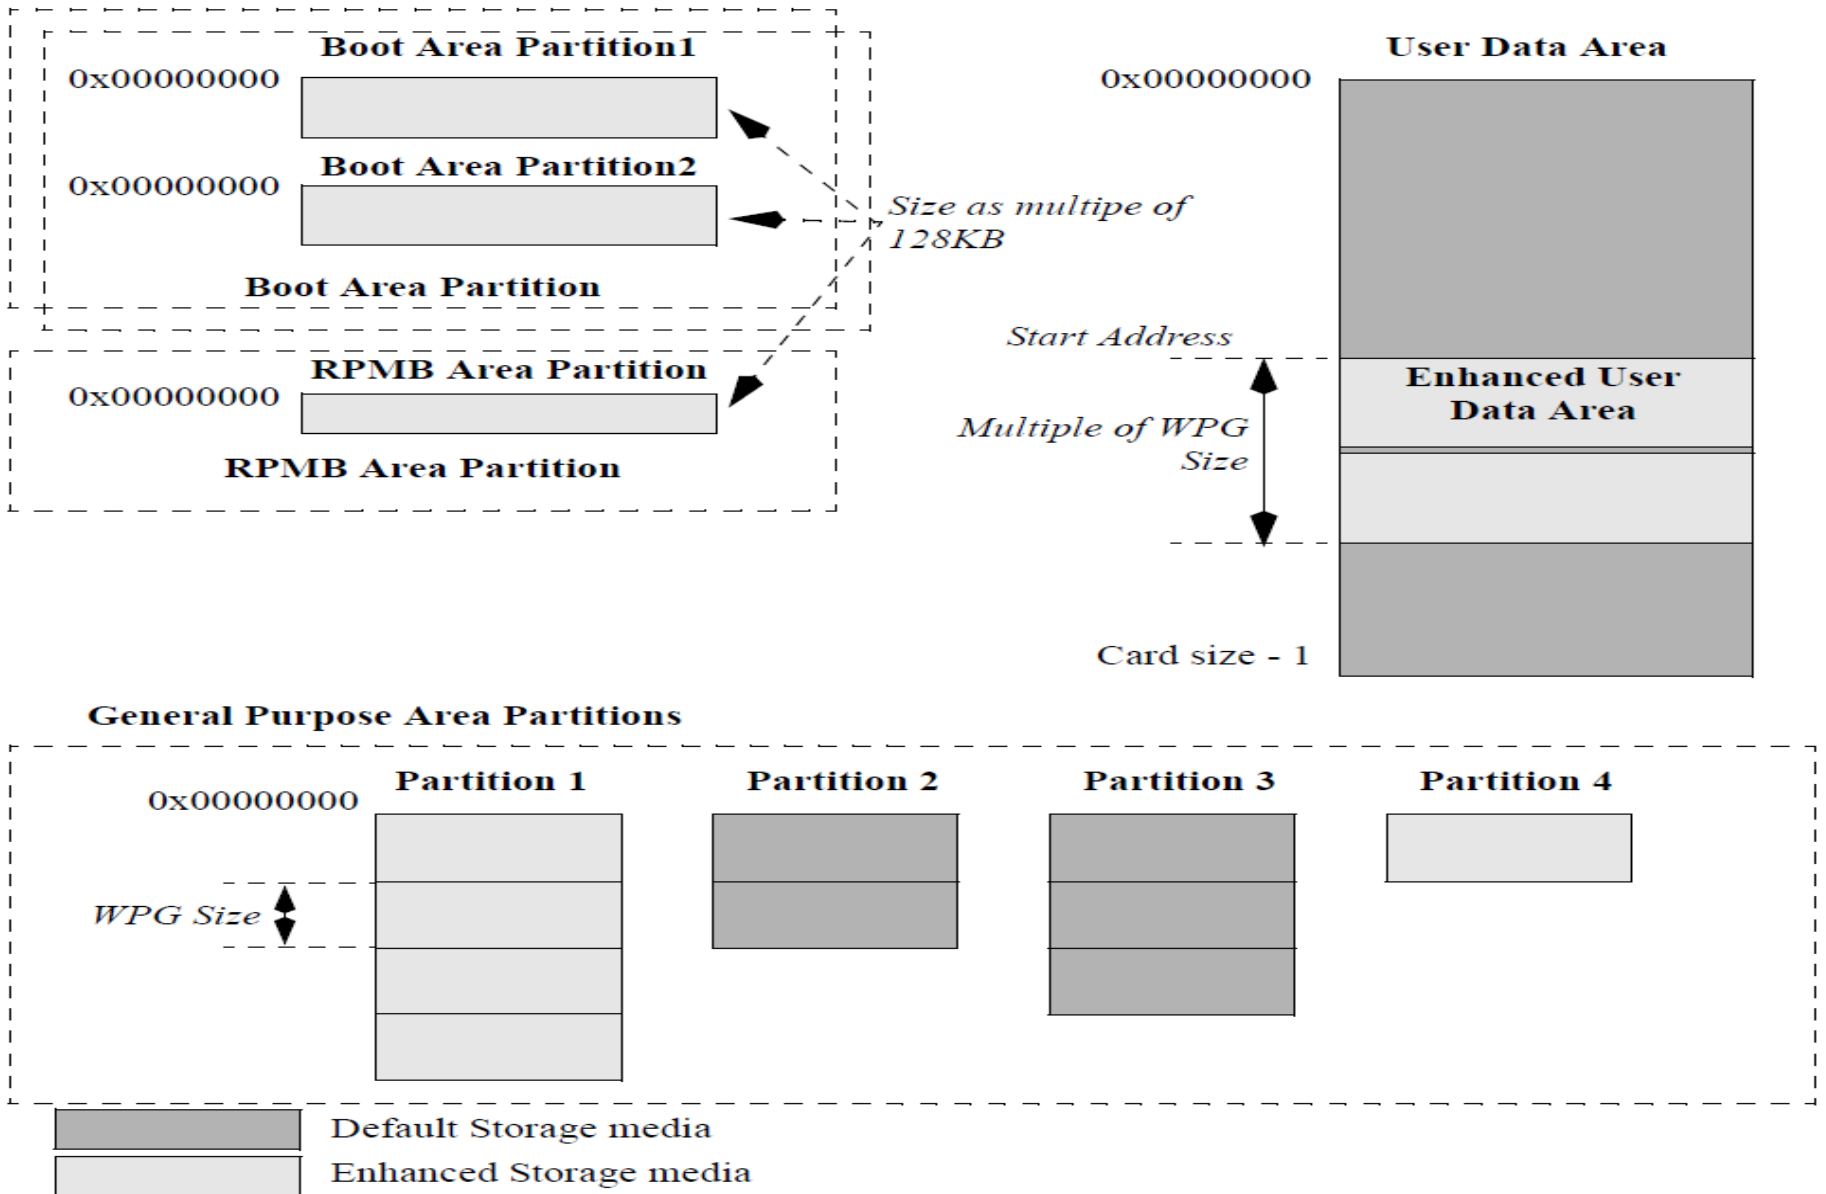 Boot Area Partition1
0x00000000
Boot Area Partition2
0x00000000
Size as multipe of
128KB
Boot Area Partition
RPMB Area Partition
0x00000000
RPMB Area Partition
User Data Area
0x00000000
Start Address
Enhanced User
Data Area
Multiple of WPG
Size
Card size - 1
General Purpose Area Partitions
Partition 1
Partition 2
Partition 3
Partition 4
0x00000000
WPG Size
Default Storage media
Enhanced Storage media